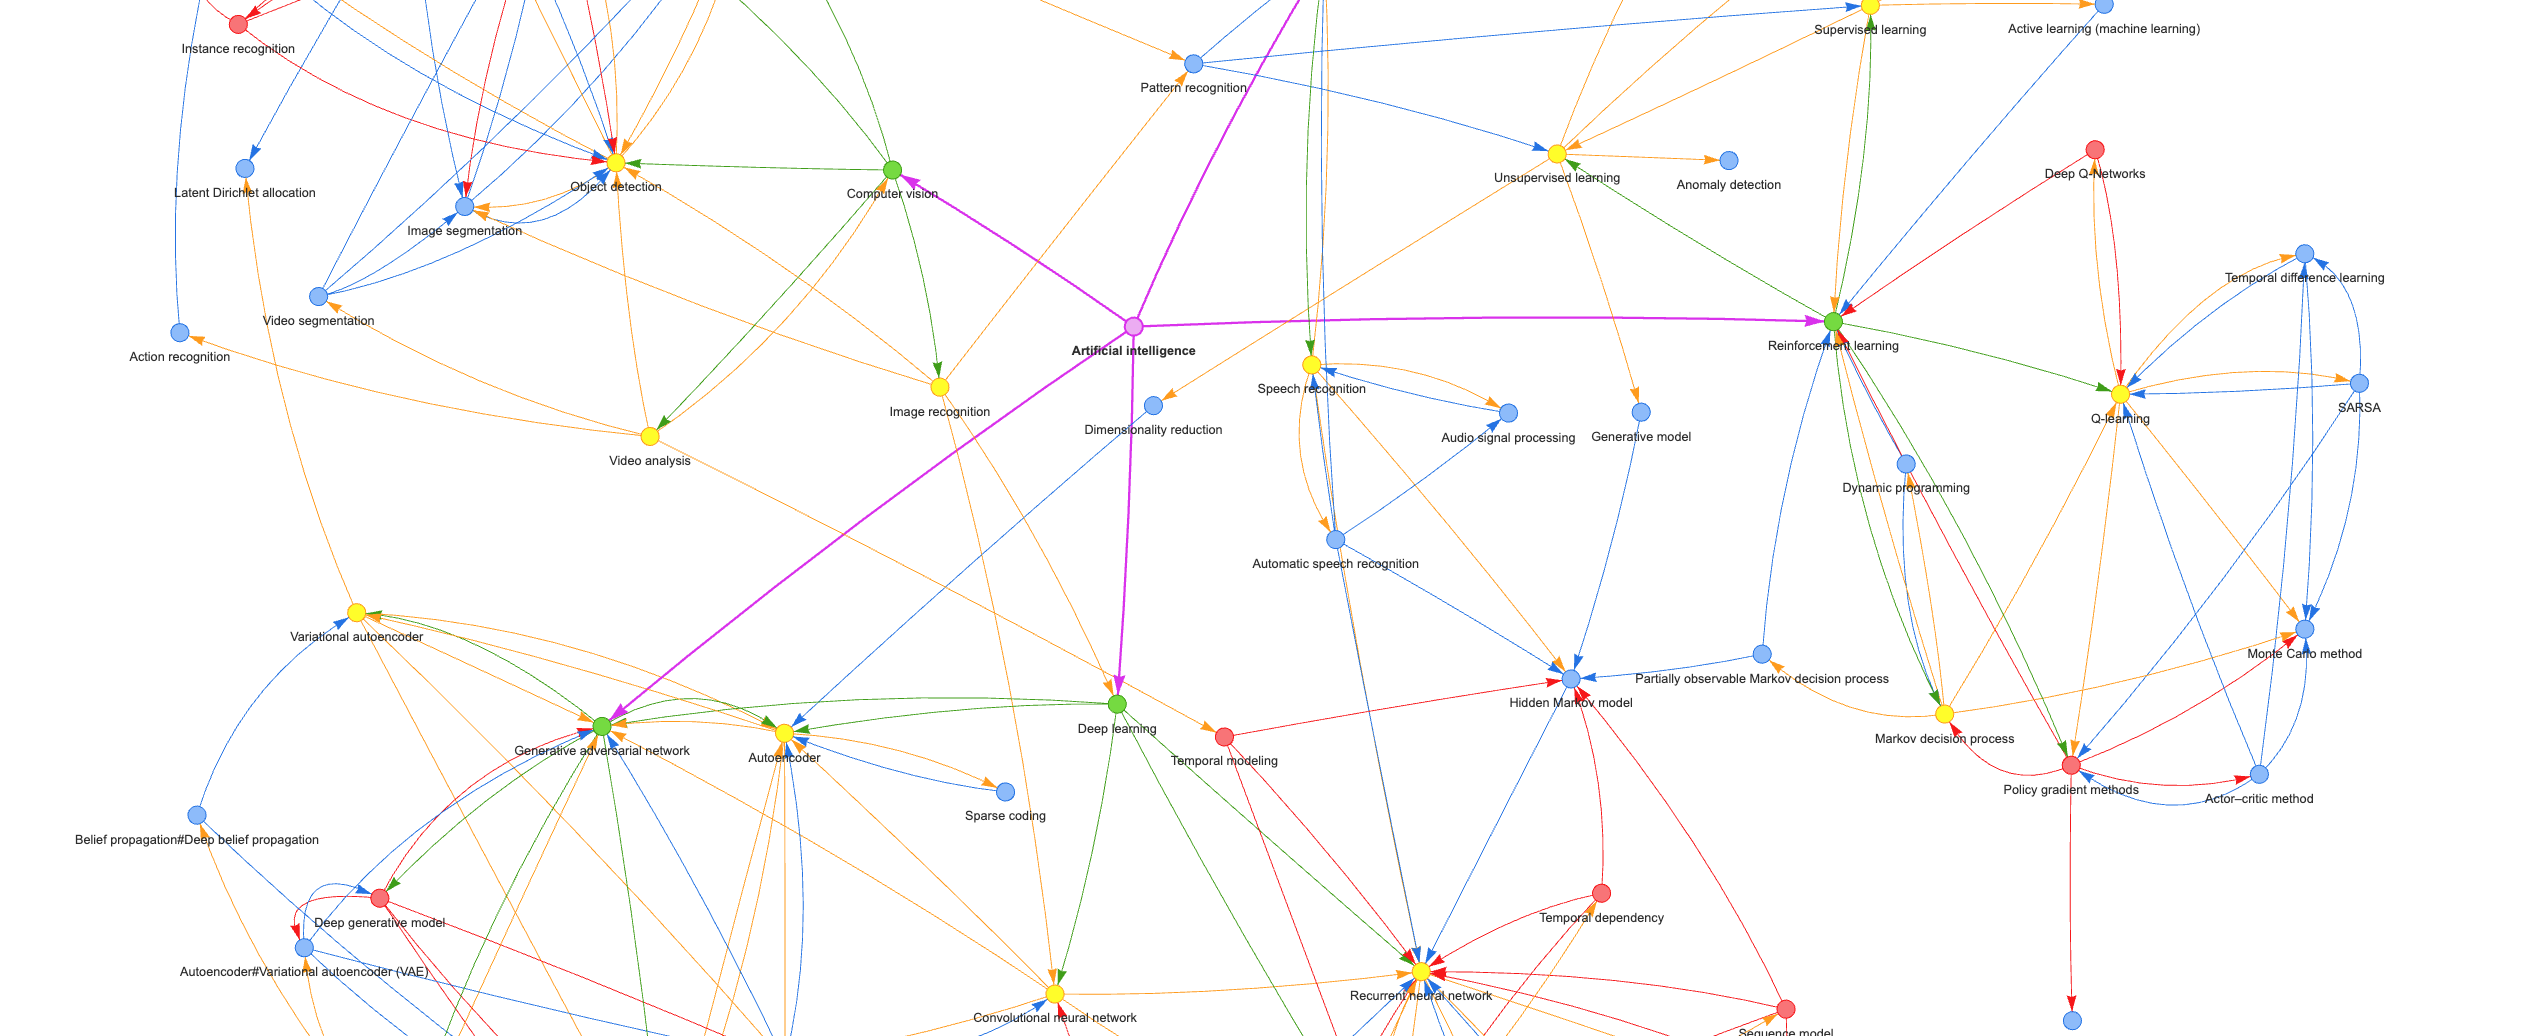 Supervised learning
Active learning (machine learning)
Instance recognition
Pattern recognition
Deep Q-Networks
Unsupervised learning
Anomaly detection
Object detection
Computer vision
Latent Dirichlet allocation
Image segmentation
Temporal difference learning
Video segmentation
Reinforcement learning
Artificial intelligence
Action recognition
Speech recognition
Image recognition
SARSA
Q-learning
Dimensionality reduction
Audio signal processing
Generative model
Video analysis
Dynamic programming
Automatic speech recognition
Variational autoencoder
Monte Carlo method
Partially observable Markov decision process
Hidden Markov model
Deep learning
Markov decision process
Generative adversarial network
Autoencoder
Temporal modeling
Policy gradient methods
Actor–critic method
Sparse coding
Belief propagation#Deep belief propagation
Temporal dependency
Deep generative model
Autoencoder#Variational autoencoder (VAE)
Recurrent neural network
Convolutional neural network
Sequence model